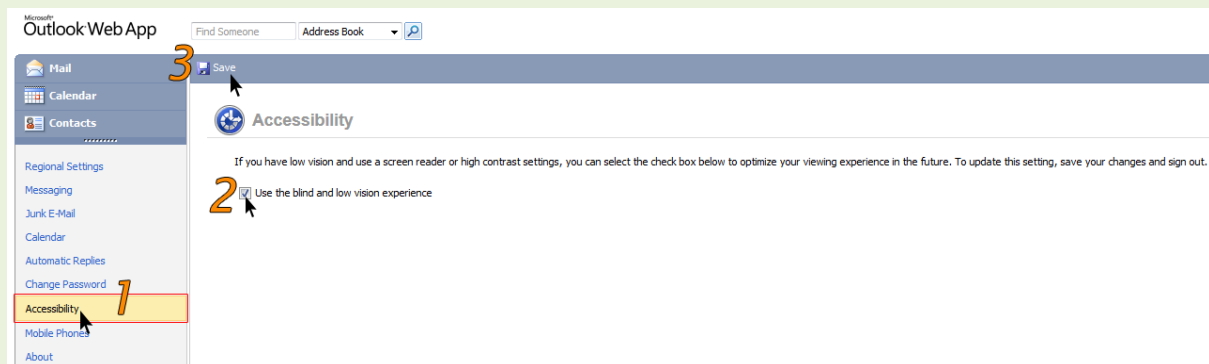 Microsoft
Outlook Web App
Find Someone
Address Book
Mail
3
Save
Calendar
Contacts
Accessibility
If you have low vision and use a screen reader or high contrast settings, you can select the check box below to optimize your viewing experience in the future. To update this setting, save your changes and sign out.
2
Use the blind and low vision experience
Regional Settings
Messaging
Junk E-Mail
Calendar
Automatic Replies
Change Password
1
Accessibility
Mobile Phones
About